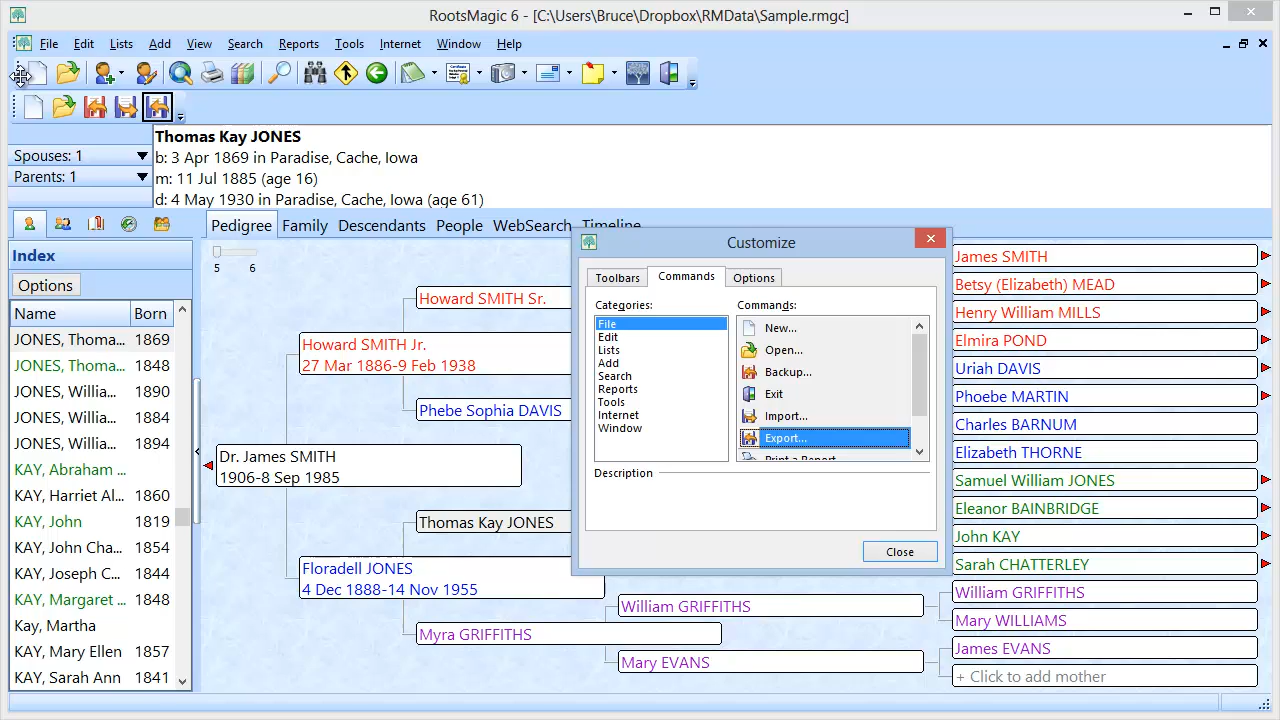 RootsMagic 6 - [C:\Users\Bruce\Dropbox\RMData\Sample.rmgc]
File Edit Lists Add View Search Reports Tools Internet Window Help
Thomas Kay JONES
b: 3 Apr 1869 in Paradise, Cache, Iowa
Spouses: 1
m: 11 Jul 1885 (age 16)
Parents: 1
d: 4 May 1930 in Paradise, Cache, Iowa (age 61)
Pedigree Family Descendants People WebSearch Timeline
Index
Options
Name Born
JONES, Thoma... 1869
JONES, Thoma... 1848
JONES, Willia... 1890
JONES, Willia... 1884
JONES, Willia... 1894
KAY, Abraham ...
KAY, Harriet Al... 1860
KAY, John 1819
KAY, John Cha... 1854
KAY, Joseph C... 1844
KAY, Margaret ... 1848
Kay, Martha
KAY, Mary Ellen 1857
KAY, Sarah Ann 1841
5 6
Howard SMITH Sr.
Howard SMITH Jr.
27 Mar 1886-9 Feb 1938
Phebe Sophia DAVIS
Dr. James SMITH
1906-8 Sep 1985
Thomas Kay JONES
Floradell JONES
4 Dec 1888-14 Nov 1955
Myra GRIFFITHS
William GRIFFITHS
Mary EVANS
Customize
Toolbars Commands Options
Categories: Commands:
File
Edit
Lists
Add
Search
Reports
Tools
Internet
Window
New...
Open...
Backup...
Exit
Import...
Export...
Print a Report
Description
Close
James SMITH
Betsy (Elizabeth) MEAD
Henry William MILLS
Elmira POND
Uriah DAVIS
Phoebe MARTIN
Charles BARNUM
Elizabeth THORNE
Samuel William JONES
Eleanor BAINBRIDGE
John KAY
Sarah CHATTERLEY
William GRIFFITHS
Mary WILLIAMS
James EVANS
+ Click to add mother